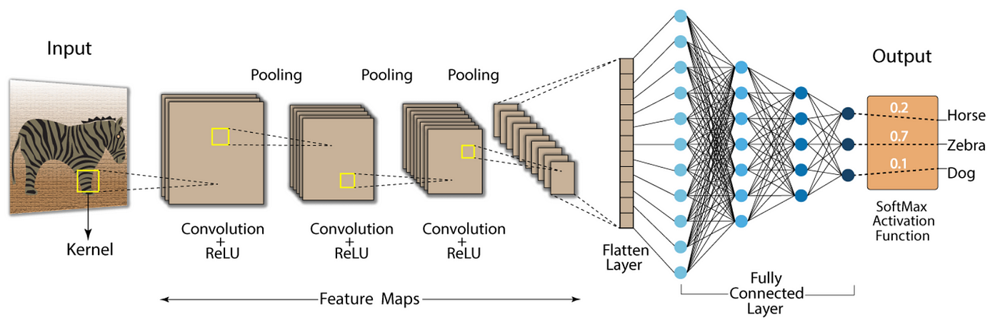 Input
Pooling
Pooling
Pooling
Output
0.2
Horse
0.7
Zebra
0.1
Dog
SoftMax
Activation
Function
Kernel
Convolution
+
ReLU
Convolution
+
ReLU
Convolution
+
ReLU
Flatten
Layer
Feature Maps
Fully
Connected
Layer